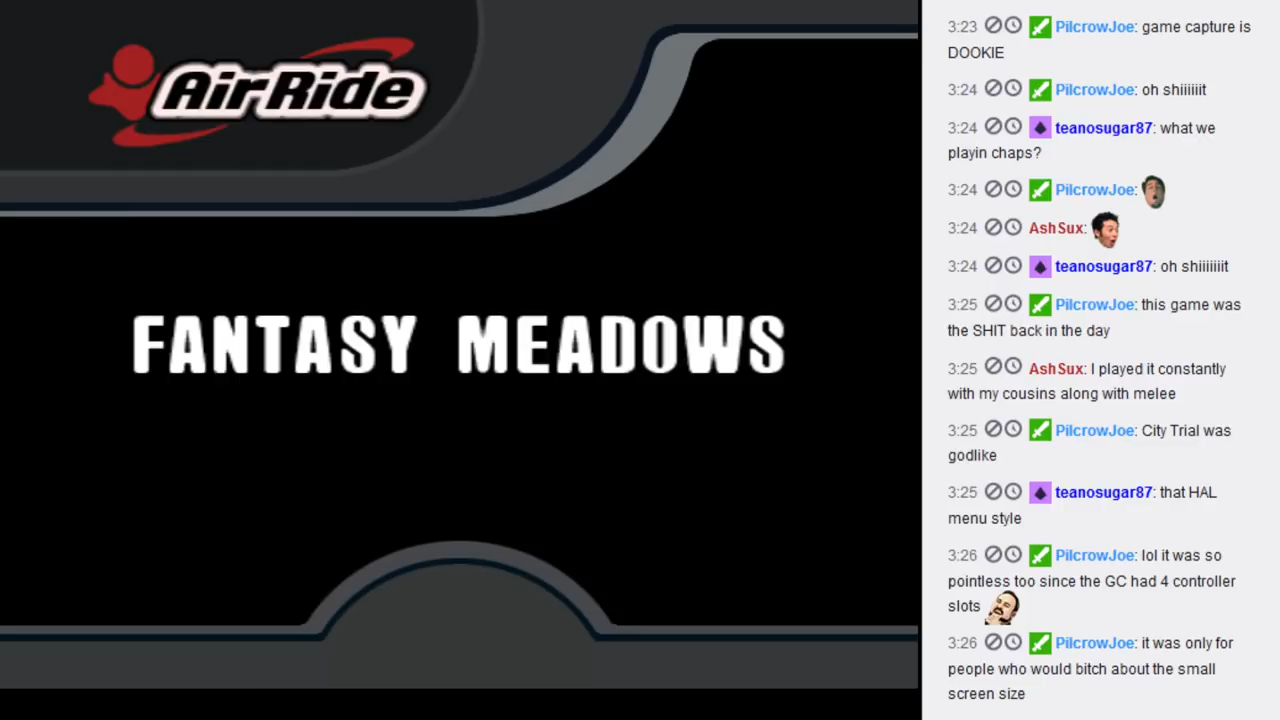 AirRide
FANTASY MEADOWS
3:23 PilcrowJoe: game capture is
DOOKIE
3:24 PilcrowJoe: oh shiiiiiit
3:24 teanosugar87: what we
playin chaps?
3:24 PilcrowJoe:
3:24 AshSux:
3:24 teanosugar87: oh shiiiiiiit
3:25 PilcrowJoe: this game was
the SHIT back in the day
3:25 AshSux: I played it constantly
with my cousins along with melee
3:25 PilcrowJoe: City Trial was
godlike
3:25 teanosugar87: that HAL
menu style
3:26 PilcrowJoe: lol it was so
pointless too since the GC had 4 controller
slots
3:26 PilcrowJoe: it was only for
people who would bitch about the small
screen size